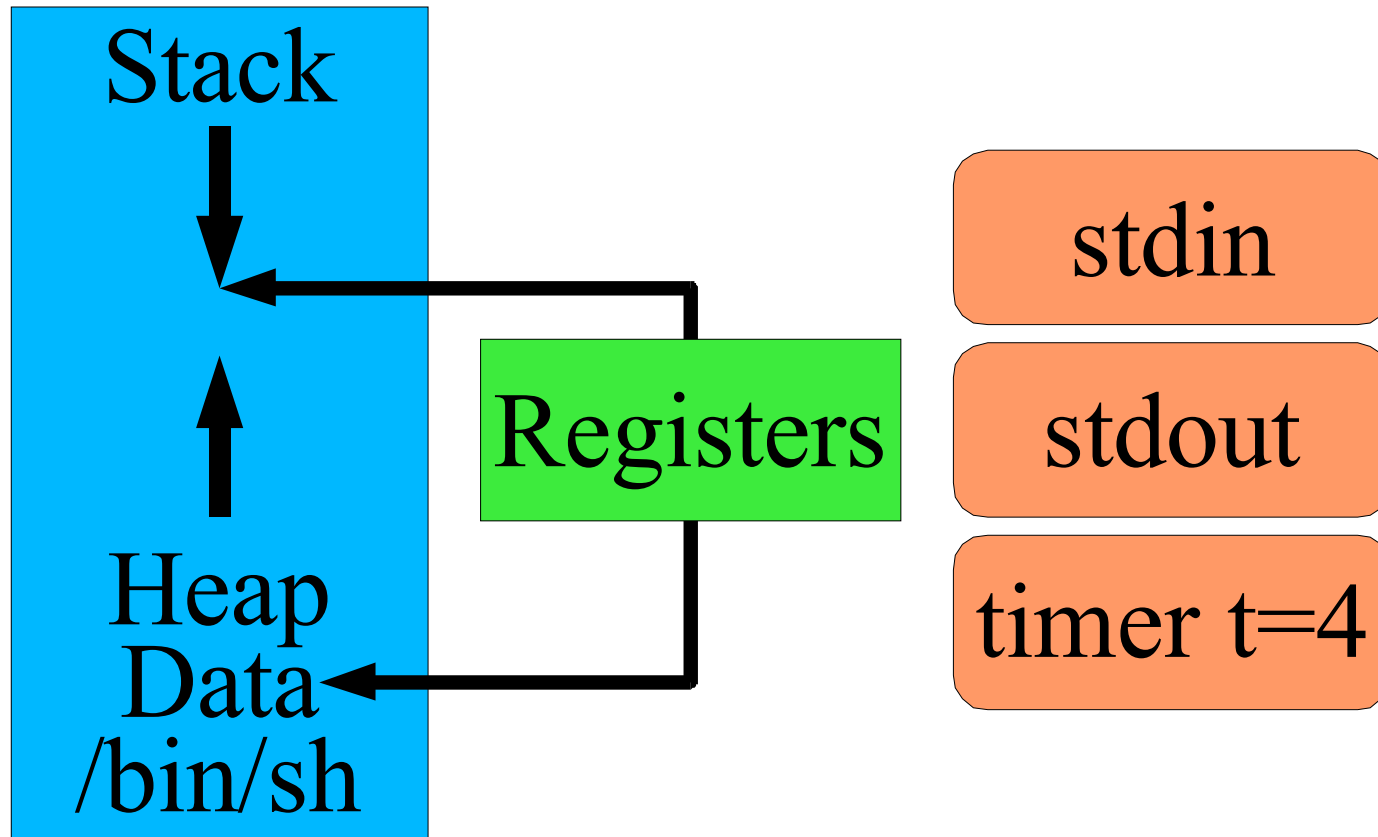 Stack
Heap
Data
/bin/sh
Registers
stdin
stdout
timer t=4